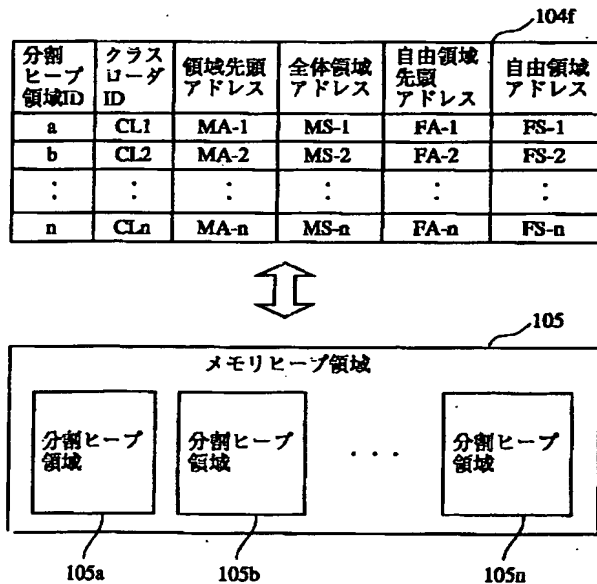 104f
分割ヒープ領域ID クラスローダID 領域先頭アドレス 全体領域アドレス 自由領域先頭アドレス 自由領域アドレス
a CL1 MA-1 MS-1 FA-1 FS-1
b CL2 MA-2 MS-2 FA-2 FS-2
: : : : : :
n CLn MA-n MS-n FA-n FS-n
105
メモリヒープ領域
分割ヒープ領域 分割ヒープ領域 ... 分割ヒープ領域
105a 105b 105n